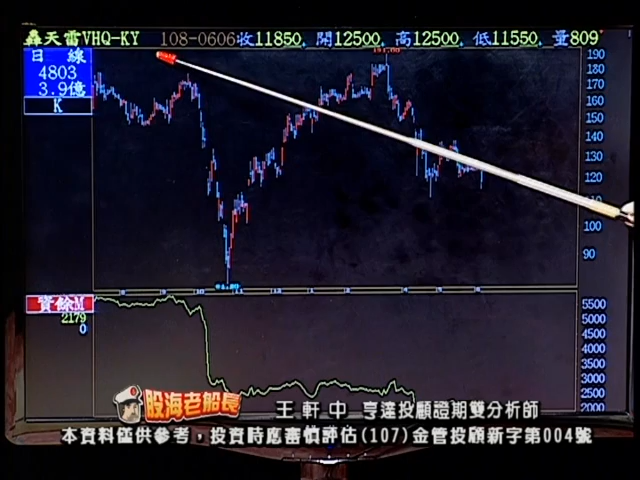 轟天雷VHQ-KY 108-0606收11850. 開12500. 高12500. 低11550. 量809
日線
4803
3.9億
K
190
180
170
160
150
140
130
120
100
90
資餘M
2179
0
5500
5000
4500
4000
3500
3000
2500
2000
股海老船長
王軒中 亨達投顧證期雙分析師
本資料僅供參考，投資時應審慎評估(107)金管投顧新字第004號